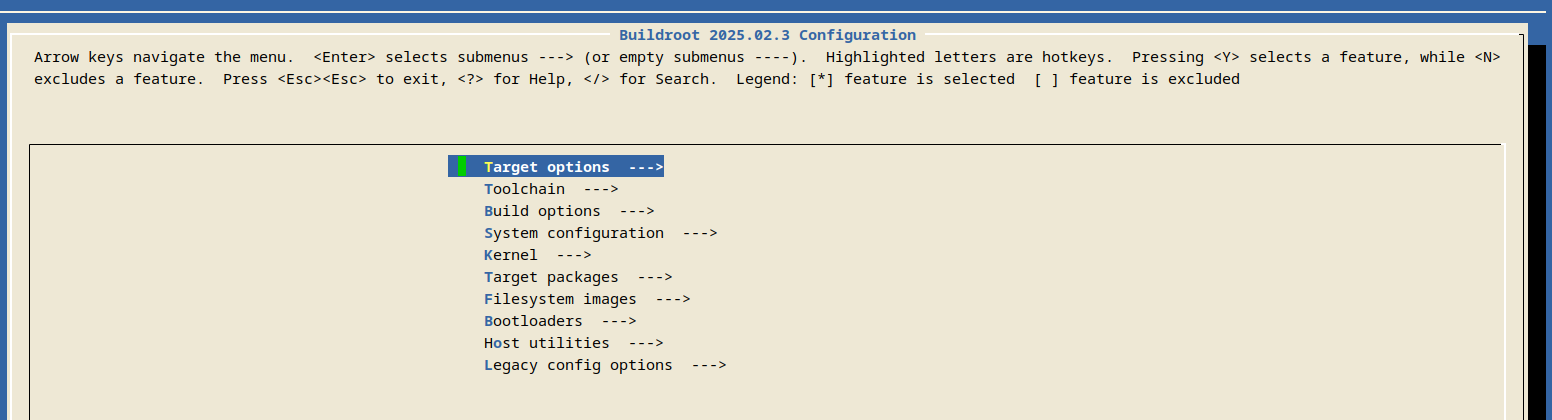 Buildroot 2025.02.3 Configuration
Arrow keys navigate the menu.  <Enter> selects submenus ---> (or empty submenus ----).  Highlighted letters are hotkeys.  Pressing <Y> selects a feature, while <N>
excludes a feature.  Press <Esc><Esc> to exit, <?> for Help, </> for Search.  Legend: [*] feature is selected  [ ] feature is excluded
Target options  --->
Toolchain  --->
Build options  --->
System configuration  --->
Kernel  --->
Target packages  --->
Filesystem images  --->
Bootloaders  --->
Host utilities  --->
Legacy config options  --->